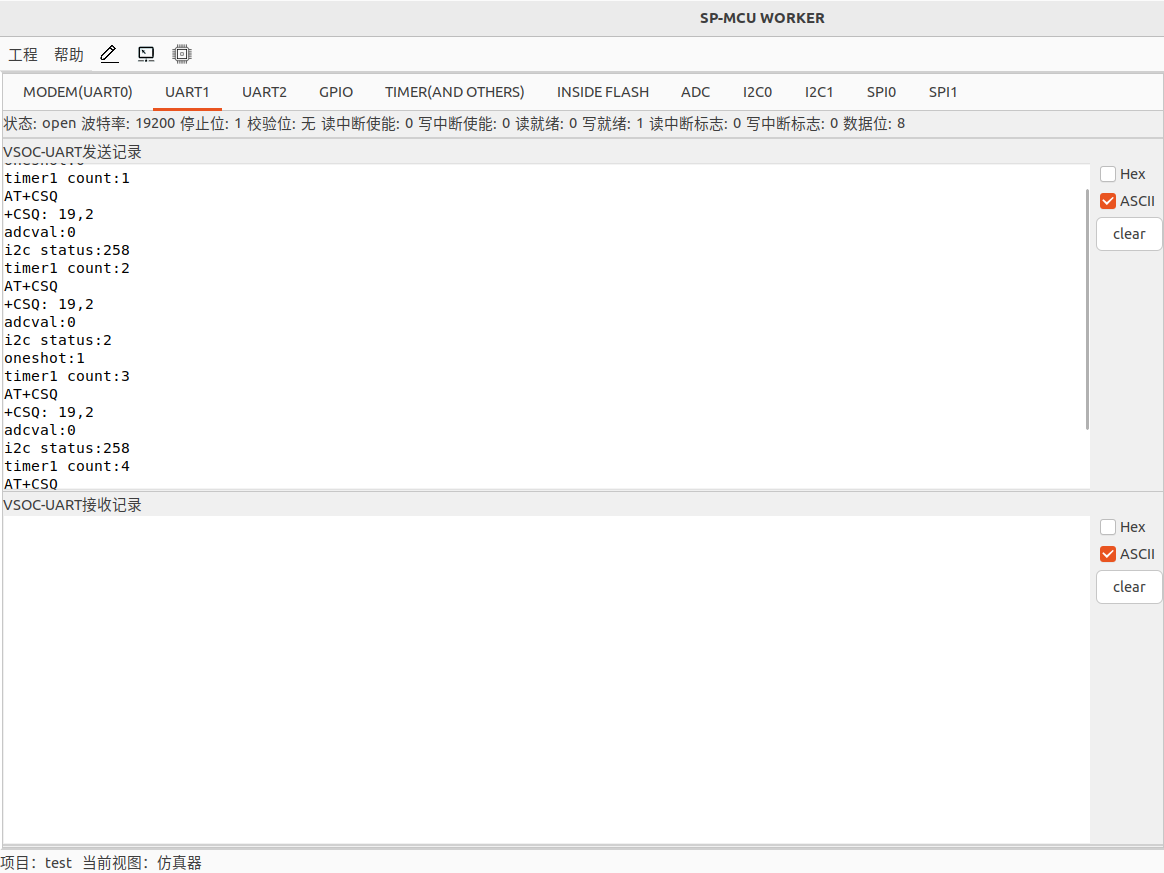 SP-MCU WORKER
工程 帮助
MODEM(UART0) UART1 UART2 GPIO TIMER(AND OTHERS) INSIDE FLASH ADC I2C0 I2C1 SPI0 SPI1
状态: open 波特率: 19200 停止位: 1 校验位: 无 读中断使能: 0 写中断使能: 0 读就绪: 0 写就绪: 1 读中断标志: 0 写中断标志: 0 数据位: 8
VSOC-UART发送记录
oneshot:0
timer1 count:1
AT+CSQ
+CSQ: 19,2
adcval:0
i2c status:258
timer1 count:2
AT+CSQ
+CSQ: 19,2
adcval:0
i2c status:2
oneshot:1
timer1 count:3
AT+CSQ
+CSQ: 19,2
adcval:0
i2c status:258
timer1 count:4
AT+CSQ
Hex
ASCII
clear
VSOC-UART接收记录
Hex
ASCII
clear
项目: test 当前视图: 仿真器